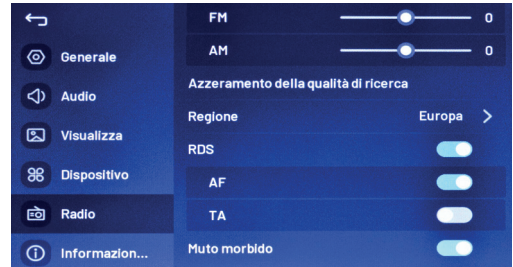 Generale
Audio
Visualizza
Dispositivo
Radio
Informazion...
FM 0
AM 0
Azzeramento della qualità di ricerca
Regione Europa
RDS
AF
TA
Muto morbido